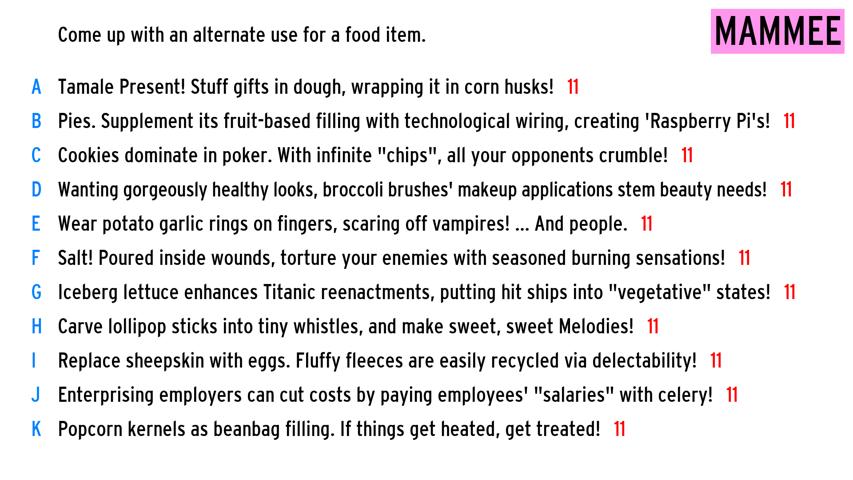 Come up with an alternate use for a food item.
MAMMEE
A Tamale Present! Stuff gifts in dough, wrapping it in corn husks! 11
B Pies. Supplement its fruit-based filling with technological wiring, creating 'Raspberry Pi's! 11
C Cookies dominate in poker. With infinite "chips", all your opponents crumble! 11
D Wanting gorgeously healthy looks, broccoli brushes' makeup applications stem beauty needs! 11
E Wear potato garlic rings on fingers, scaring off vampires! ... And people. 11
F Salt! Poured inside wounds, torture your enemies with seasoned burning sensations! 11
G Iceberg lettuce enhances Titanic reenactments, putting hit ships into "vegetative" states! 11
H Carve lollipop sticks into tiny whistles, and make sweet, sweet Melodies! 11
I Replace sheepskin with eggs. Fluffy fleeces are easily recycled via delectability! 11
J Enterprising employers can cut costs by paying employees' "salaries" with celery! 11
K Popcorn kernels as beanbag filling. If things get heated, get treated! 11